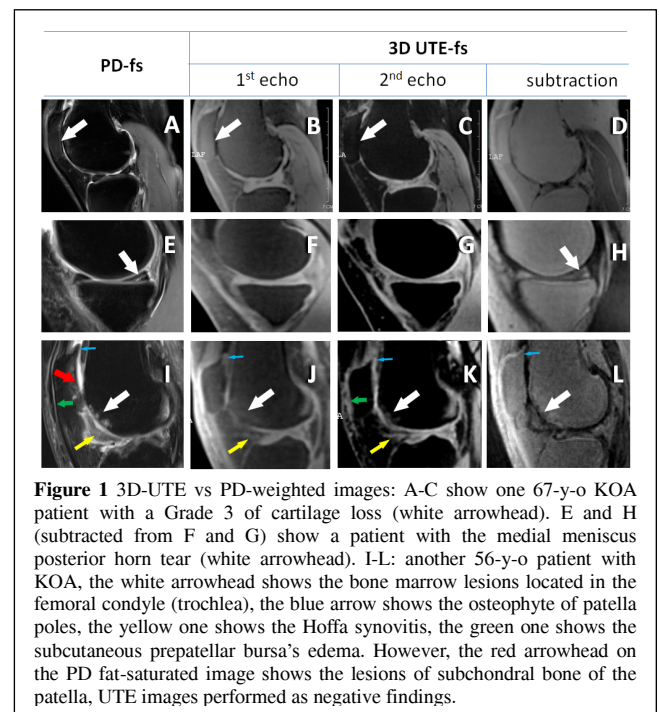 3D UTE-fs
PD-fs
1st echo
2nd echo
subtraction
A
B
C
D
E
F
G
H
I
J
K
L
LAP
LA
A
A
Figure 1 3D-UTE vs PD-weighted images: A-C show one 67-y-o KOA
patient with a Grade 3 of cartilage loss (white arrowhead). E and H
(subtracted from F and G) show a patient with the medial meniscus
posterior horn tear (white arrowhead). I-L: another 56-y-o patient with
KOA, the white arrowhead shows the bone marrow lesions located in the
femoral condyle (trochlea), the blue arrow shows the osteophyte of patella
poles, the yellow one shows the Hoffa synovitis, the green one shows the
subcutaneous prepatellar bursa's edema. However, the red arrowhead on
the PD fat-saturated image shows the lesions of subchondral bone of the
patella, UTE images performed as negative findings.